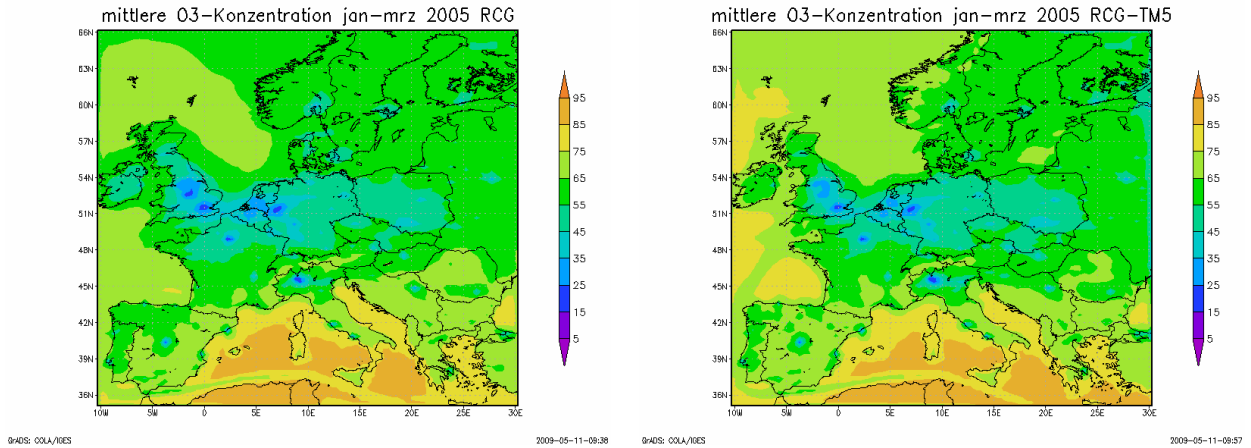 mittlere O3-Konzentration jan-mrz 2005 RCG
66N
63N
60N
57N
54N
51N
48N
45N
42N
39N
36N
10W 5W 0 5E 10E 15E 20E 25E 30E
95
85
75
65
55
45
35
25
15
5
GrADS: COLA/IGES 2009-05-11-09:38
mittlere O3-Konzentration jan-mrz 2005 RCG-TM5
66N
63N
60N
57N
54N
51N
48N
45N
42N
39N
36N
10W 5W 0 5E 10E 15E 20E 25E 30E
95
85
75
65
55
45
35
25
15
5
GrADS: COLA/IGES 2009-05-11-09:57